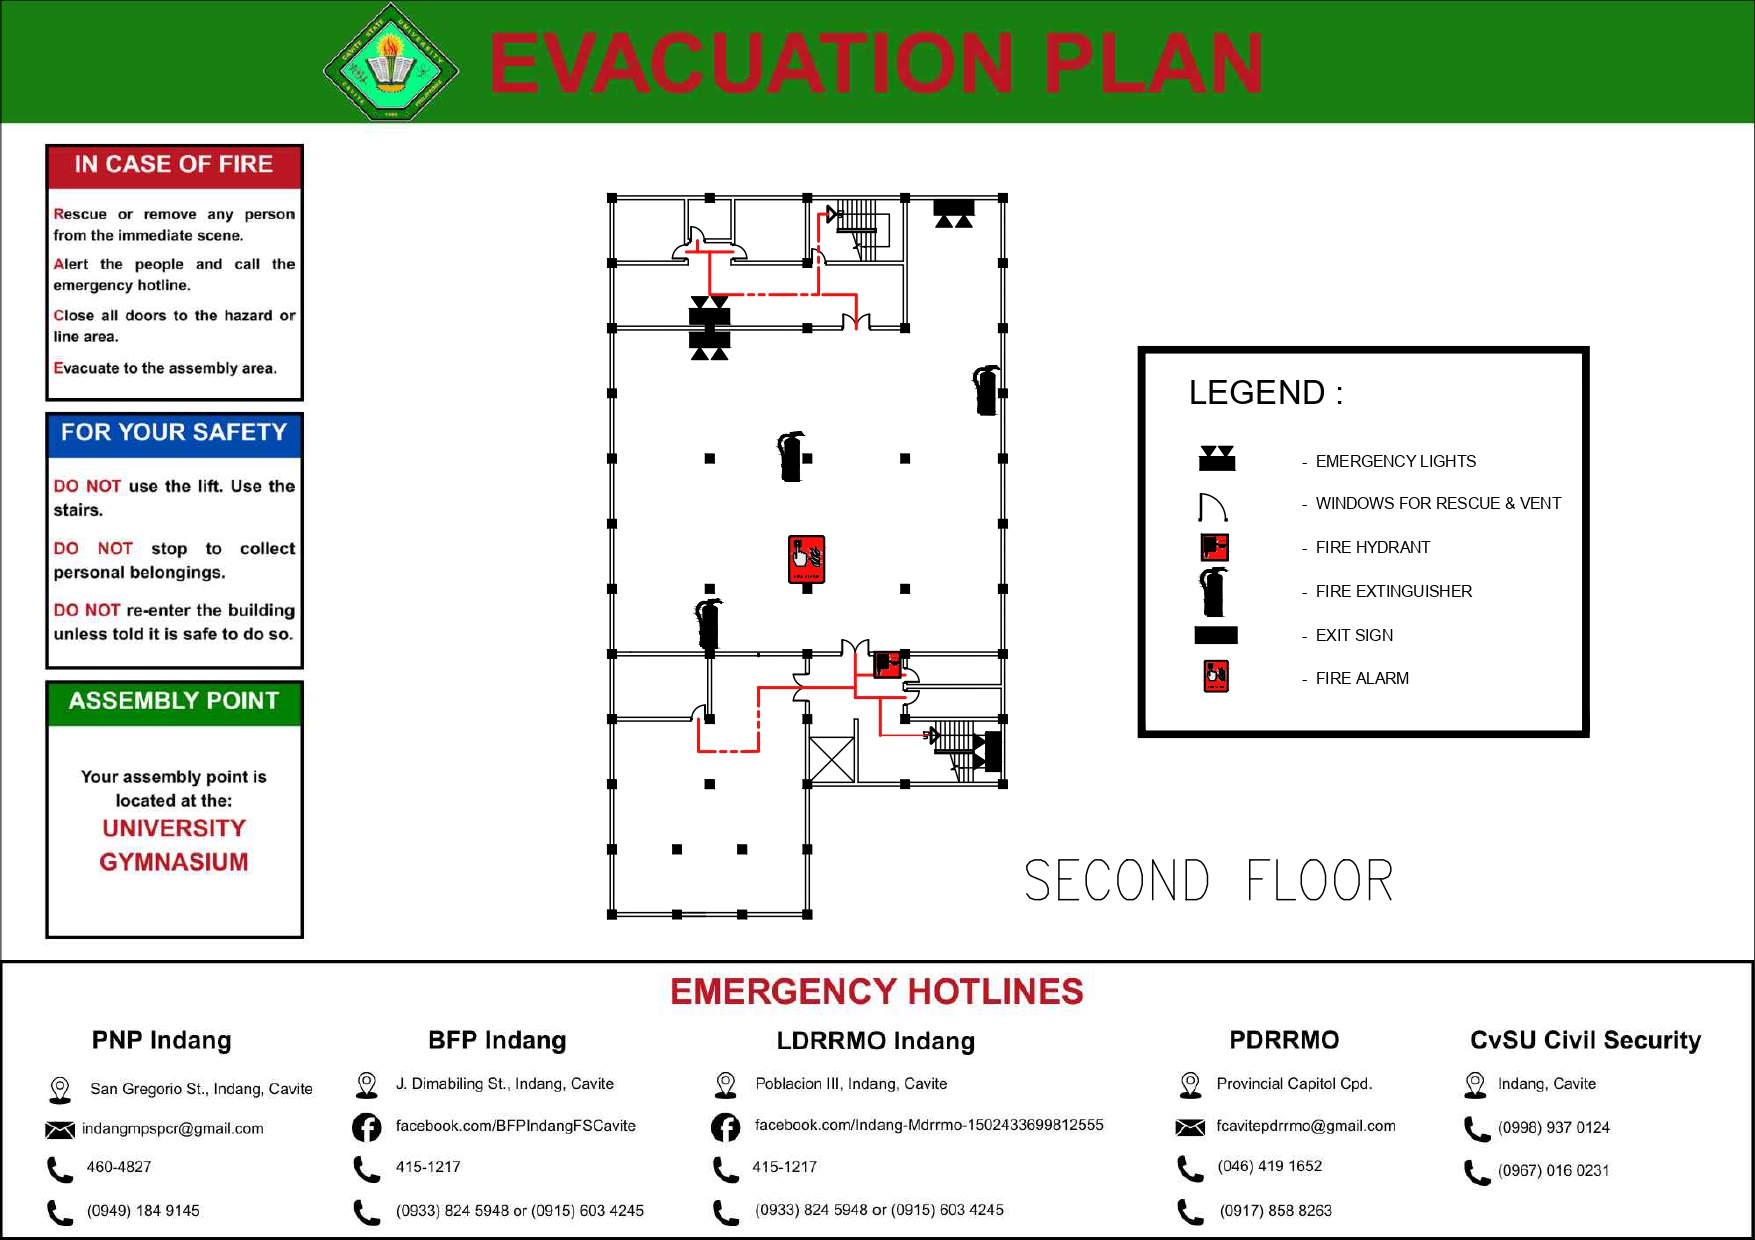 EVACUATION PLAN
CAVITE STATE UNIVERSITY
CAVITE
PHILIPPINES
1906
IN CASE OF FIRE
Rescue or remove any person
from the immediate scene.
Alert the people and call the
emergency hotline.
Close all doors to the hazard or
line area.
Evacuate to the assembly area.
FOR YOUR SAFETY
DO NOT use the lift. Use the
stairs.
DO NOT stop to collect
personal belongings.
DO NOT re-enter the building
unless told it is safe to do so.
ASSEMBLY POINT
Your assembly point is
located at the:
UNIVERSITY
GYMNASIUM
LEGEND :
- EMERGENCY LIGHTS
- WINDOWS FOR RESCUE & VENT
- FIRE HYDRANT
- FIRE EXTINGUISHER
- EXIT SIGN
- FIRE ALARM
SECOND FLOOR
EMERGENCY HOTLINES
PNP Indang
San Gregorio St., Indang, Cavite
indangmpspcr@gmail.com
460-4827
(0949) 184 9145
BFP Indang
J. Dimabiling St., Indang, Cavite
facebook.com/BFPIndangFSCavite
415-1217
(0933) 824 5948 or (0915) 603 4245
LDRRMO Indang
Poblacion III, Indang, Cavite
facebook.com/Indang-Mdrrmo-1502433699812555
415-1217
(0933) 824 5948 or (0915) 603 4245
PDRRMO
Provincial Capitol Cpd.
fcavitepdrrmo@gmail.com
(046) 419 1652
(0917) 858 8263
CvSU Civil Security
Indang, Cavite
(0998) 937 0124
(0967) 016 0231